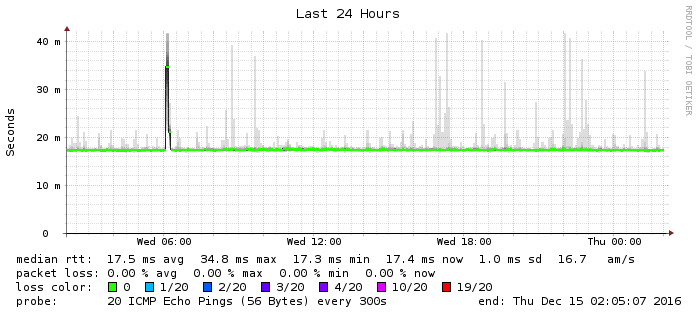 Last 24 Hours
RRDTOOL / TOBI OETIKER
Seconds
40 m
30 m
20 m
10 m
0
Wed 06:00 Wed 12:00 Wed 18:00 Thu 00:00
median rtt: 17.5 ms avg 34.8 ms max 17.3 ms min 17.4 ms now 1.0 ms sd 16.7 am/s
packet loss: 0.00 % avg 0.00 % max 0.00 % min 0.00 % now
loss color: 0 1/20 2/20 3/20 4/20 10/20 19/20
probe: 20 ICMP Echo Pings (56 Bytes) every 300s end: Thu Dec 15 02:05:07 2016